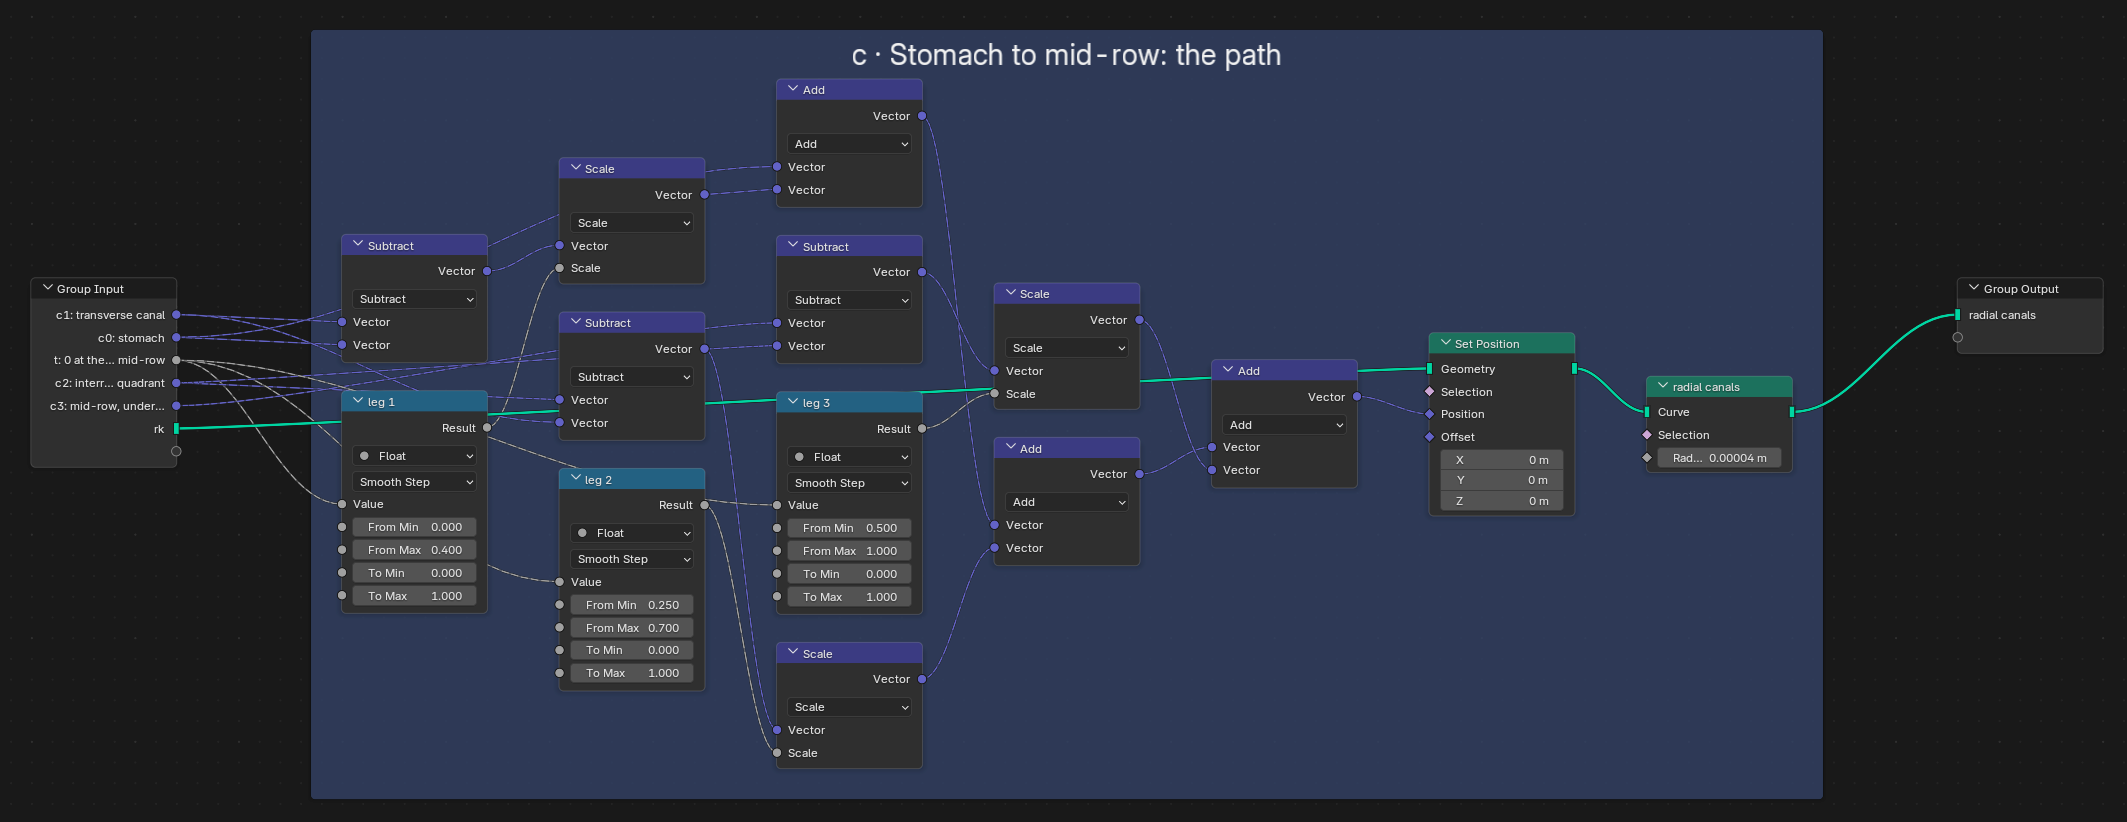 c · Stomach to mid-row: the path
Group Input
c1: transverse canal
c0: stomach
t: 0 at the... mid-row
c2: interr... quadrant
c3: mid-row, under...
rk
Subtract
Vector
Subtract
Vector
Vector
leg 1
Result
Float
Smooth Step
Value
From Min 0.000
From Max 0.400
To Min 0.000
To Max 1.000
Scale
Vector
Scale
Vector
Scale
Subtract
Vector
Subtract
Vector
Vector
leg 2
Result
Float
Smooth Step
Value
From Min 0.250
From Max 0.700
To Min 0.000
To Max 1.000
Add
Vector
Add
Vector
Vector
Subtract
Vector
Subtract
Vector
Vector
leg 3
Result
Float
Smooth Step
Value
From Min 0.500
From Max 1.000
To Min 0.000
To Max 1.000
Scale
Vector
Scale
Vector
Scale
Scale
Vector
Scale
Vector
Scale
Add
Vector
Add
Vector
Vector
Add
Vector
Add
Vector
Vector
Set Position
Geometry
Selection
Position
Offset
X 0 m
Y 0 m
Z 0 m
radial canals
Curve
Selection
Rad... 0.00004 m
Group Output
radial canals